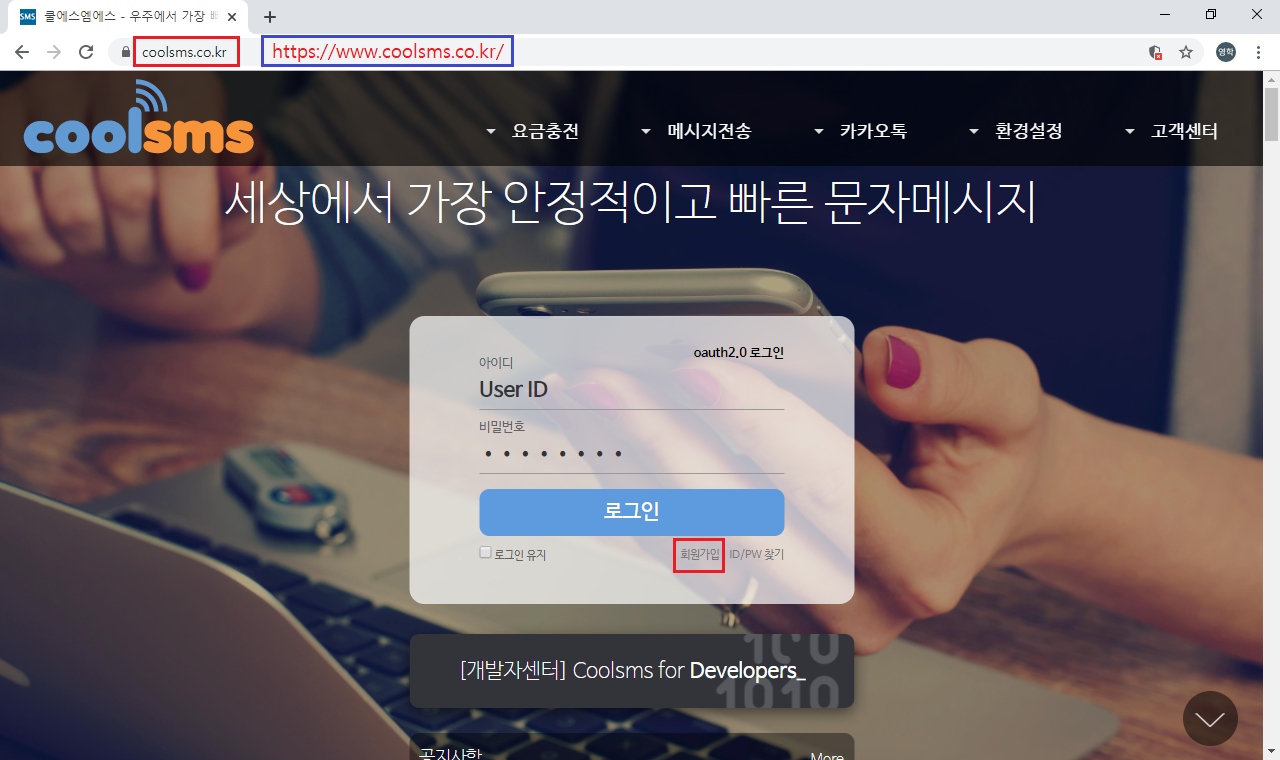 SMS 쿨에스엠에스 - 우주에서 가장 빠
coolsms.co.kr https://www.coolsms.co.kr/ 영학
coolsms 요금충전 메시지전송 카카오톡 환경설정 고객센터
세상에서 가장 안정적이고 빠른 문자메시지
oauth2.0 로그인
아이디
User ID
비밀번호
로그인
로그인 유지 회원가입 ID/PW 찾기
[개발자센터] Coolsms for Developers_
1010
공지사항 More